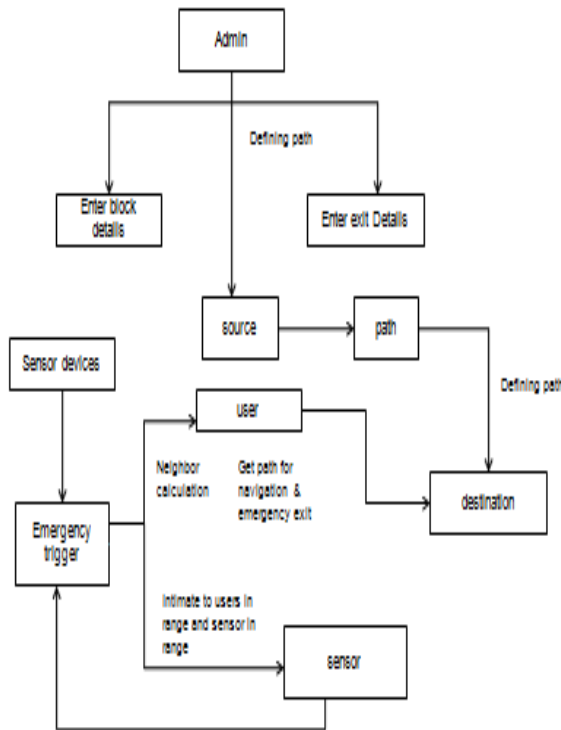 Admin
Defining path
Enter block
details
Enter exit Details
source
path
Sensor devices
Defining path
user
Neighbor
calculation
Get path for
navigation &
emergency exit
destination
Emergency
trigger
Intimate to users in
range and sensor in
range
sensor